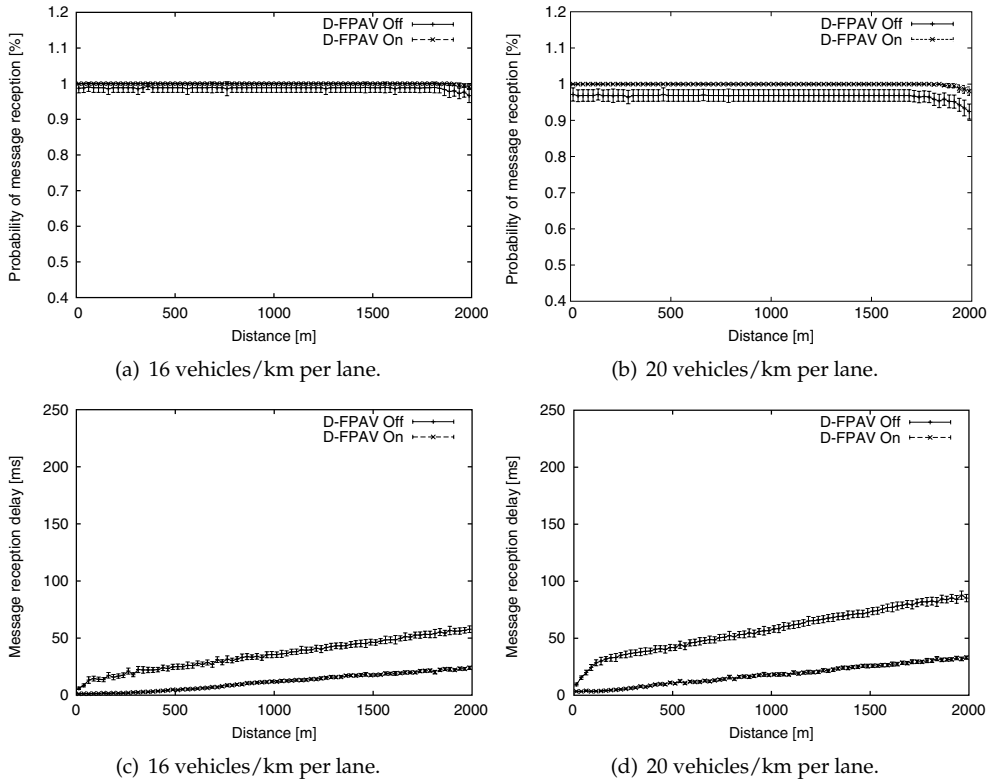 Probability of message reception [%]
1.2
1.1
1
0.9
0.8
0.7
0.6
0.5
0.4
D-FPAV Off
D-FPAV On
0
500
1000
1500
2000
Distance [m]
(a) 16 vehicles/km per lane.
Probability of message reception [%]
1.2
1.1
1
0.9
0.8
0.7
0.6
0.5
0.4
D-FPAV Off
D-FPAV On
0
500
1000
1500
2000
Distance [m]
(b) 20 vehicles/km per lane.
Message reception delay [ms]
250
200
150
100
50
0
D-FPAV Off
D-FPAV On
0
500
1000
1500
2000
Distance [m]
(c) 16 vehicles/km per lane.
Message reception delay [ms]
250
200
150
100
50
0
D-FPAV Off
D-FPAV On
0
500
1000
1500
2000
Distance [m]
(d) 20 vehicles/km per lane.